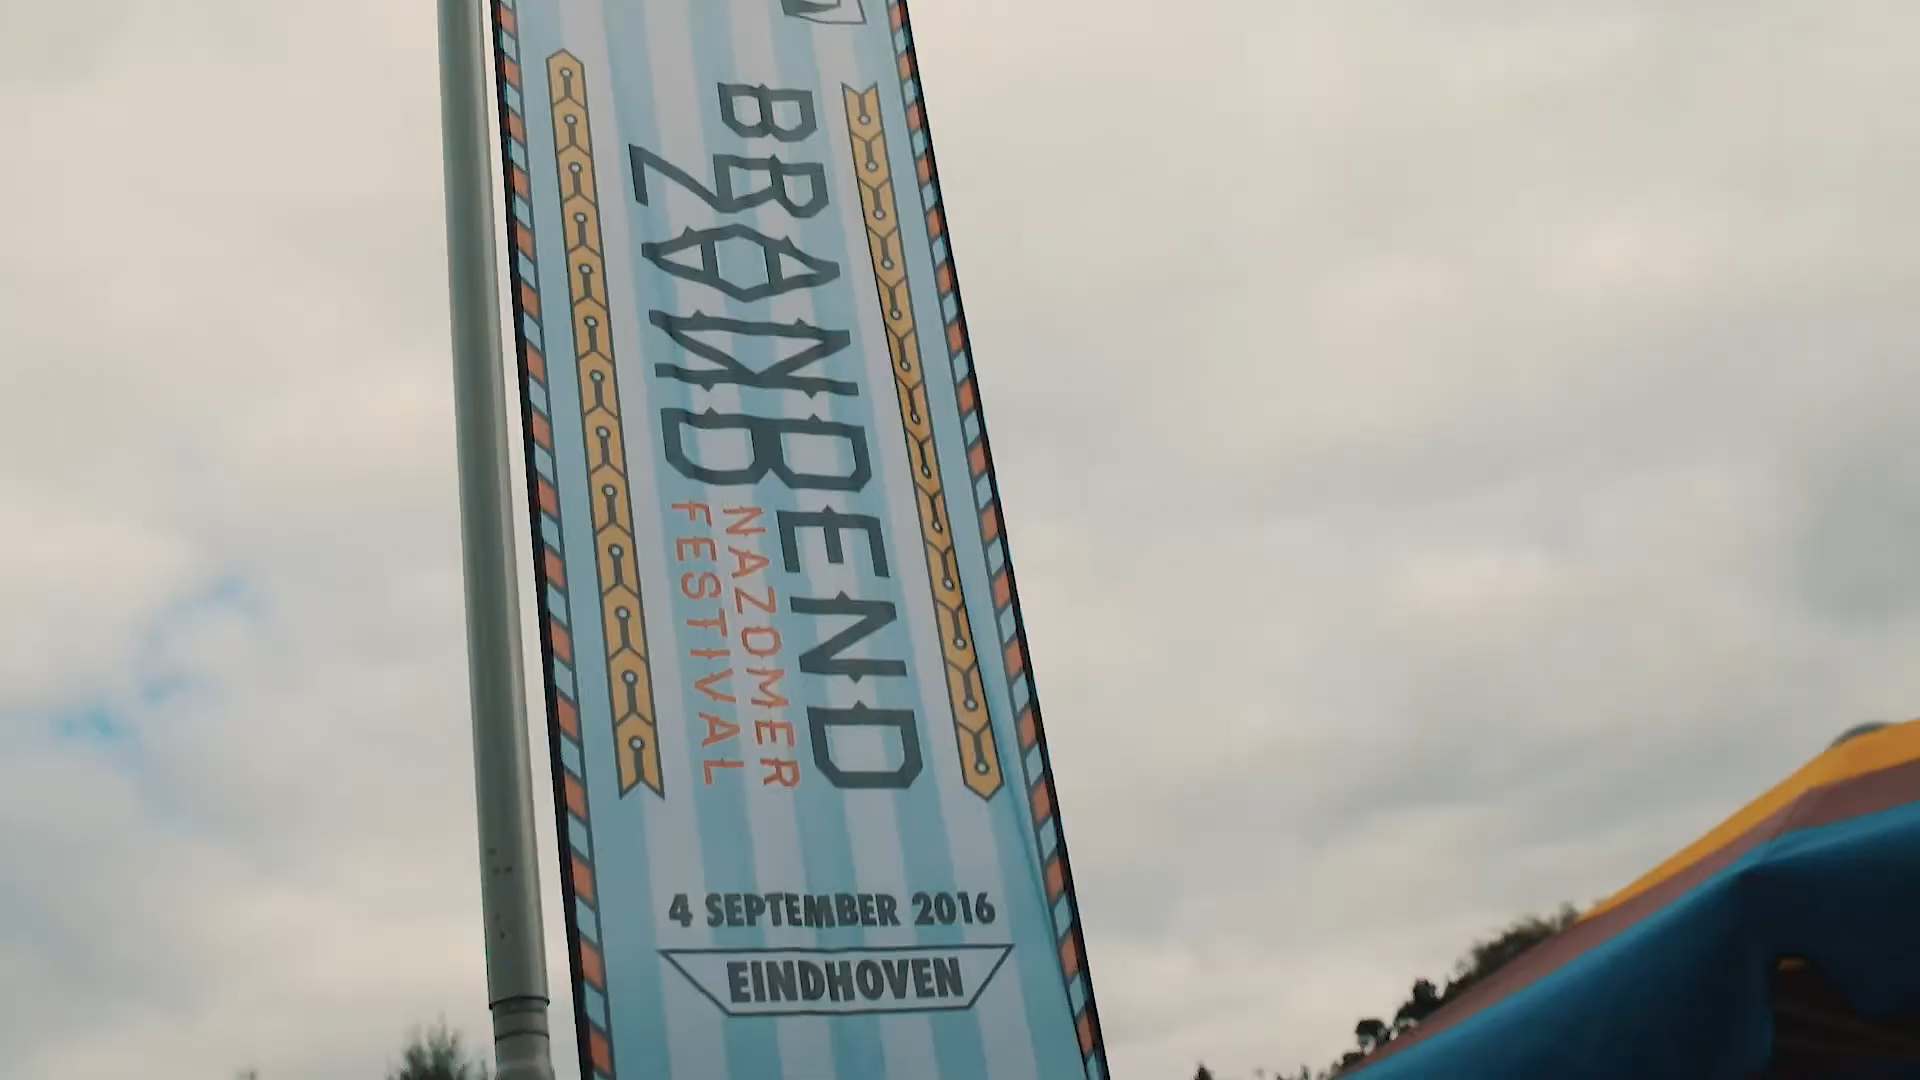 BRANDEND
ZAND
NAZOMER
FESTIVAL
4 SEPTEMBER 2016
EINDHOVEN